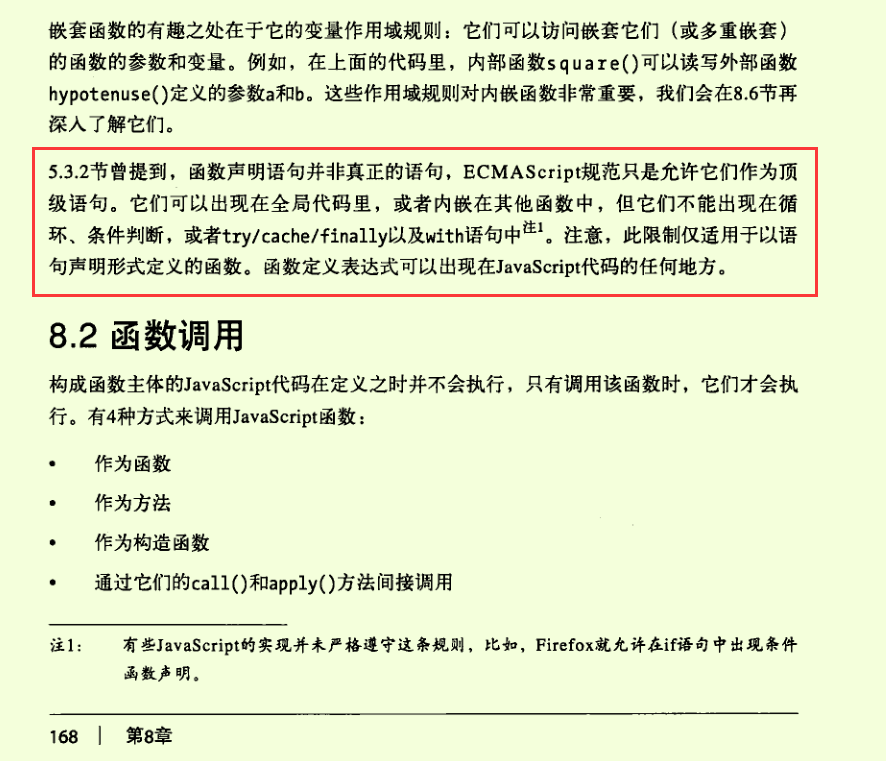 嵌套函数的有趣之处在于它的变量作用域规则：它们可以访问嵌套它们（或多重嵌套）
的函数的参数和变量。例如，在上面的代码里，内部函数square()可以读写外部函数
hypotenuse()定义的参数a和b。这些作用域规则对内嵌函数非常重要，我们会在8.6节再
深入了解它们。
5.3.2节曾提到，函数声明语句并非真正的语句，ECMAScript规范只是允许它们作为顶
级语句。它们可以出现在全局代码里，或者内嵌在其他函数中，但它们不能出现在循
环、条件判断，或者try/cache/finally以及with语句中注1。注意，此限制仅适用于以语
句声明形式定义的函数。函数定义表达式可以出现在JavaScript代码的任何地方。
8.2 函数调用
构成函数主体的JavaScript代码在定义之时并不会执行，只有调用该函数时，它们才会执
行。有4种方式来调用JavaScript函数：
• 作为函数
• 作为方法
• 作为构造函数
• 通过它们的call()和apply()方法间接调用
注1： 有些JavaScript的实现并未严格遵守这条规则，比如，Firefox就允许在if语句中出现条件
函数声明。
168 | 第8章